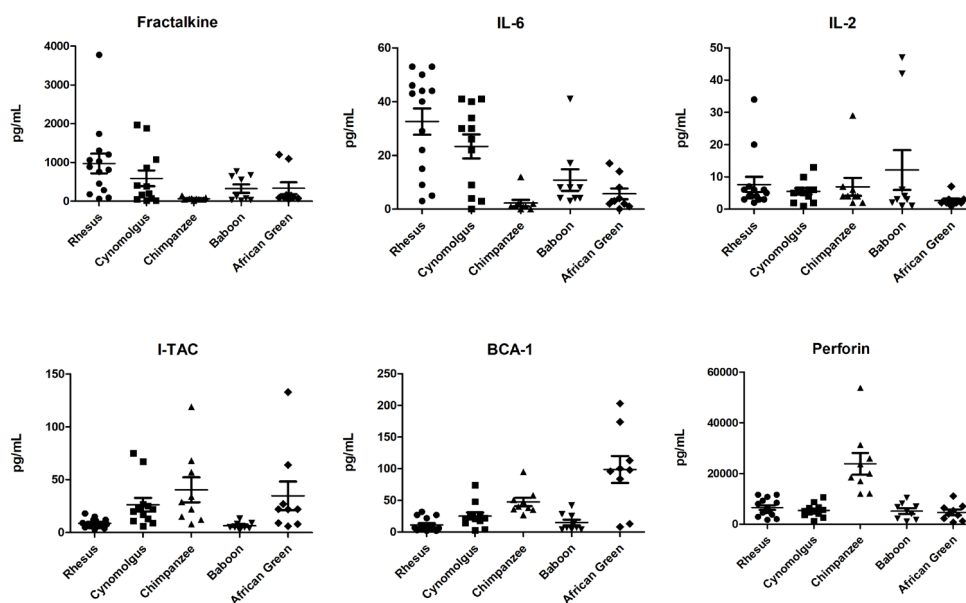 Fractalkine
pg/mL
4000
3000
2000
1000
0
Rhesus
Cynomolgus
Chimpanzee
Baboon
African Green
IL-6
pg/mL
60
40
20
0
Rhesus
Cynomolgus
Chimpanzee
Baboon
African Green
IL-2
pg/mL
50
40
30
20
10
0
Rhesus
Cynomolgus
Chimpanzee
Baboon
African Green
I-TAC
pg/mL
150
100
50
0
Rhesus
Cynomolgus
Chimpanzee
Baboon
African Green
BCA-1
pg/mL
250
200
150
100
50
0
Rhesus
Cynomolgus
Chimpanzee
Baboon
African Green
Perforin
pg/mL
60000
40000
20000
0
Rhesus
Cynomolgus
Chimpanzee
Baboon
African Green